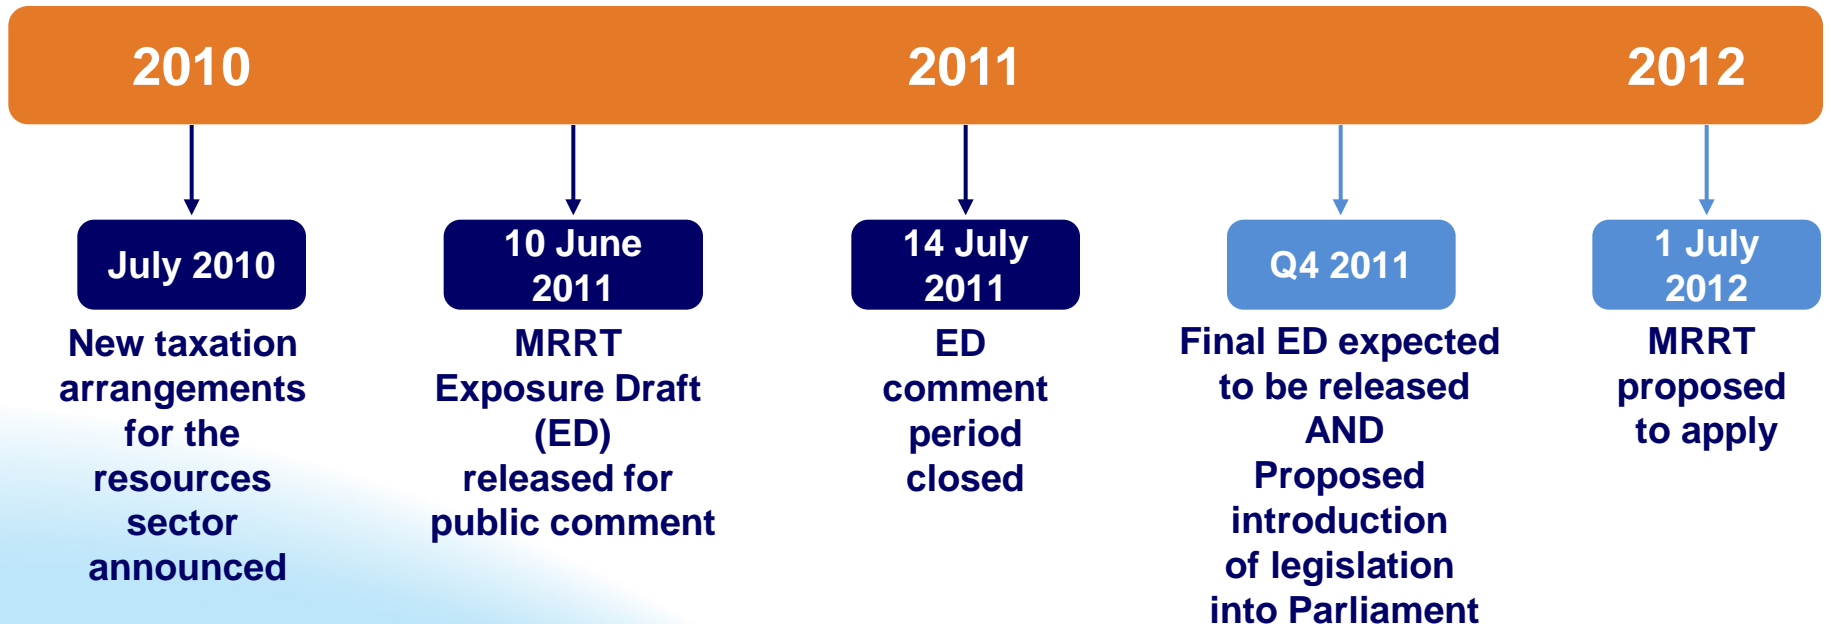 2010
2011
2012
July 2010
New taxation
arrangements
for the
resources
sector
announced
10 June
2011
MRRT
Exposure Draft
(ED)
released for
public comment
14 July
2011
ED
comment
period
closed
Q4 2011
Final ED expected
to be released
AND
Proposed
introduction
of legislation
into Parliament
1 July
2012
MRRT
proposed
to apply